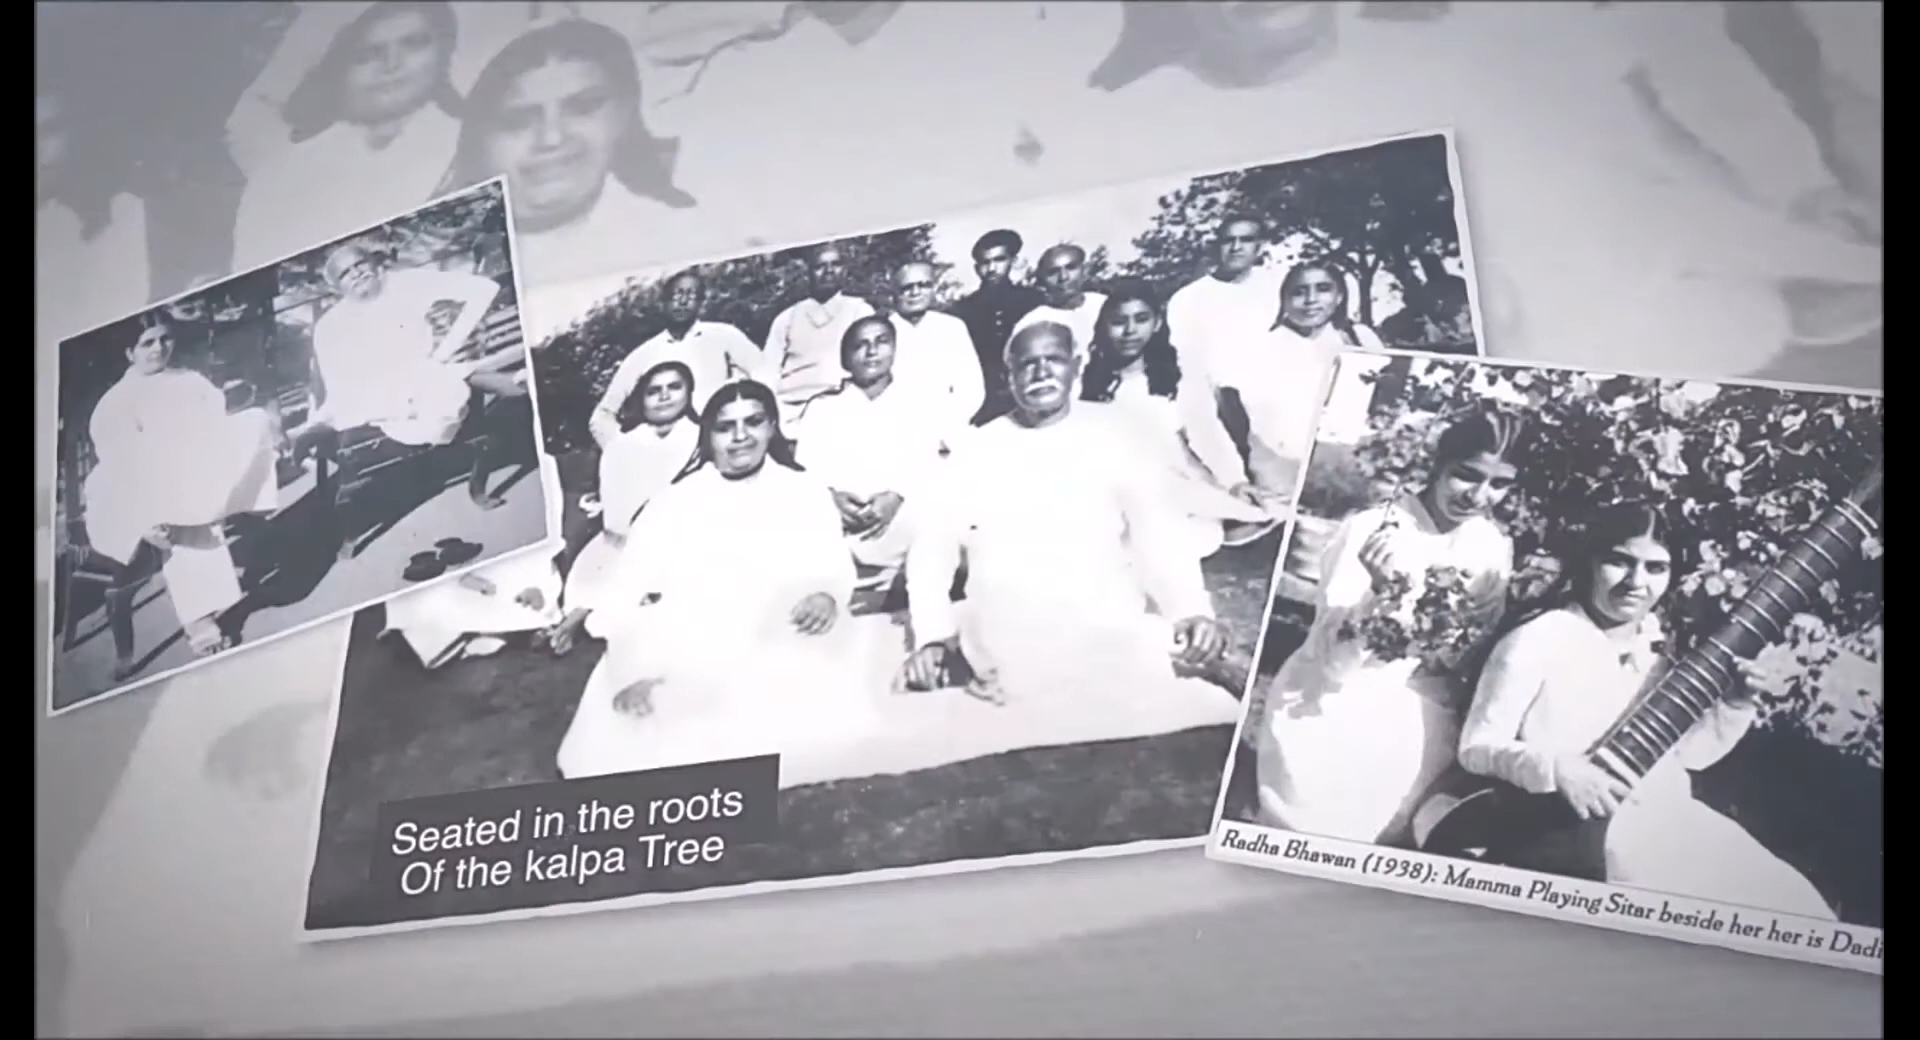 Seated in the roots
Of the kalpa Tree
Radha Bhawan (1938): Mamma Playing Sitar beside her her is Dadi